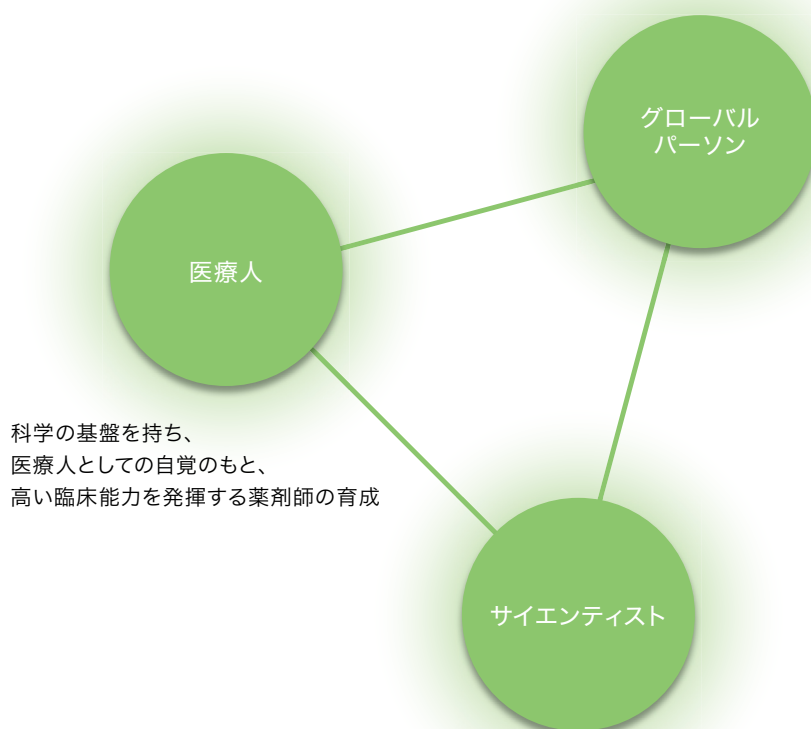 グローバル
パーソン
医療人
科学の基盤を持ち、
医療人としての自覚のもと、
高い臨床能力を発揮する薬剤師の育成
サイエンティスト